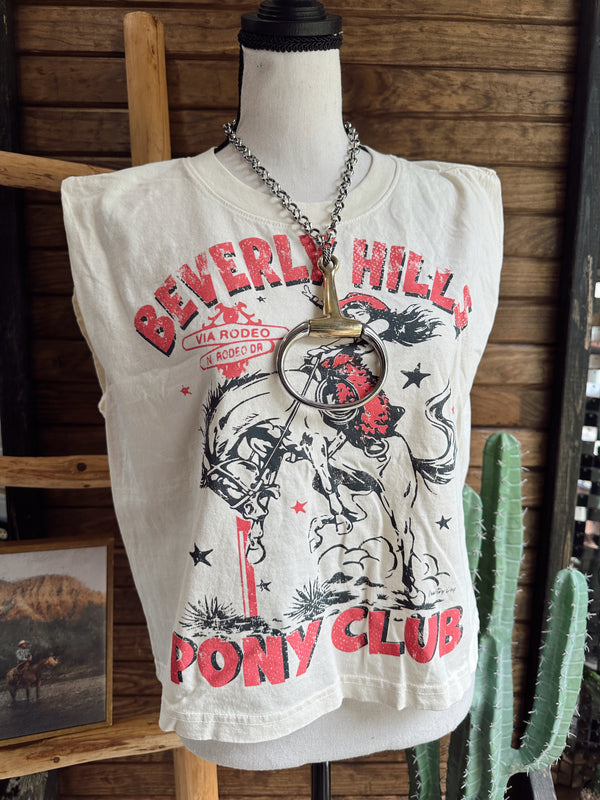 BEVERLY HILLS
VIA RODEO
N RODEO DR
PONY CLUB